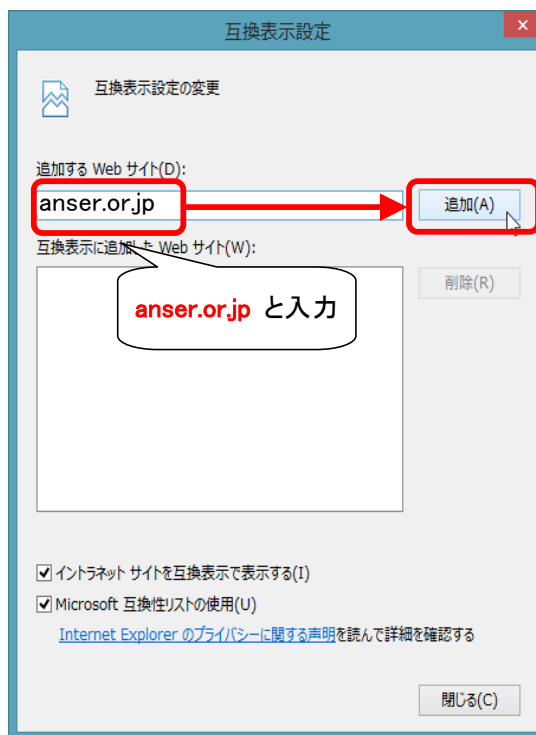 互換表示設定
互換表示設定の変更
追加する Web サイト(D):
anser.or.jp
追加(A)
互換表示に追加した Web サイト(W):
削除(R)
anser.or.jp と入力
イントラネット サイトを互換表示で表示する(I)
Microsoft 互換性リストの使用(U)
Internet Explorer のプライバシーに関する声明を読んで詳細を確認する
閉じる(C)